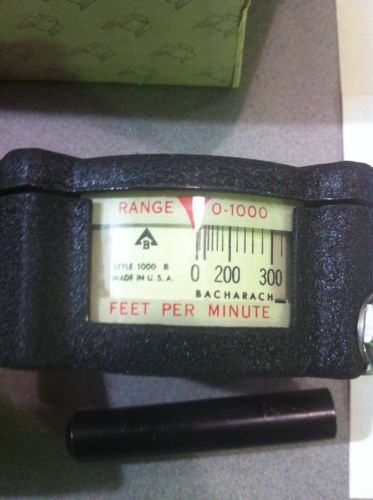 RANGE 0-1000
B
STYLE 1000 B
MADE IN U.S.A.
0 200 300
BACHARACH
FEET PER MINUTE